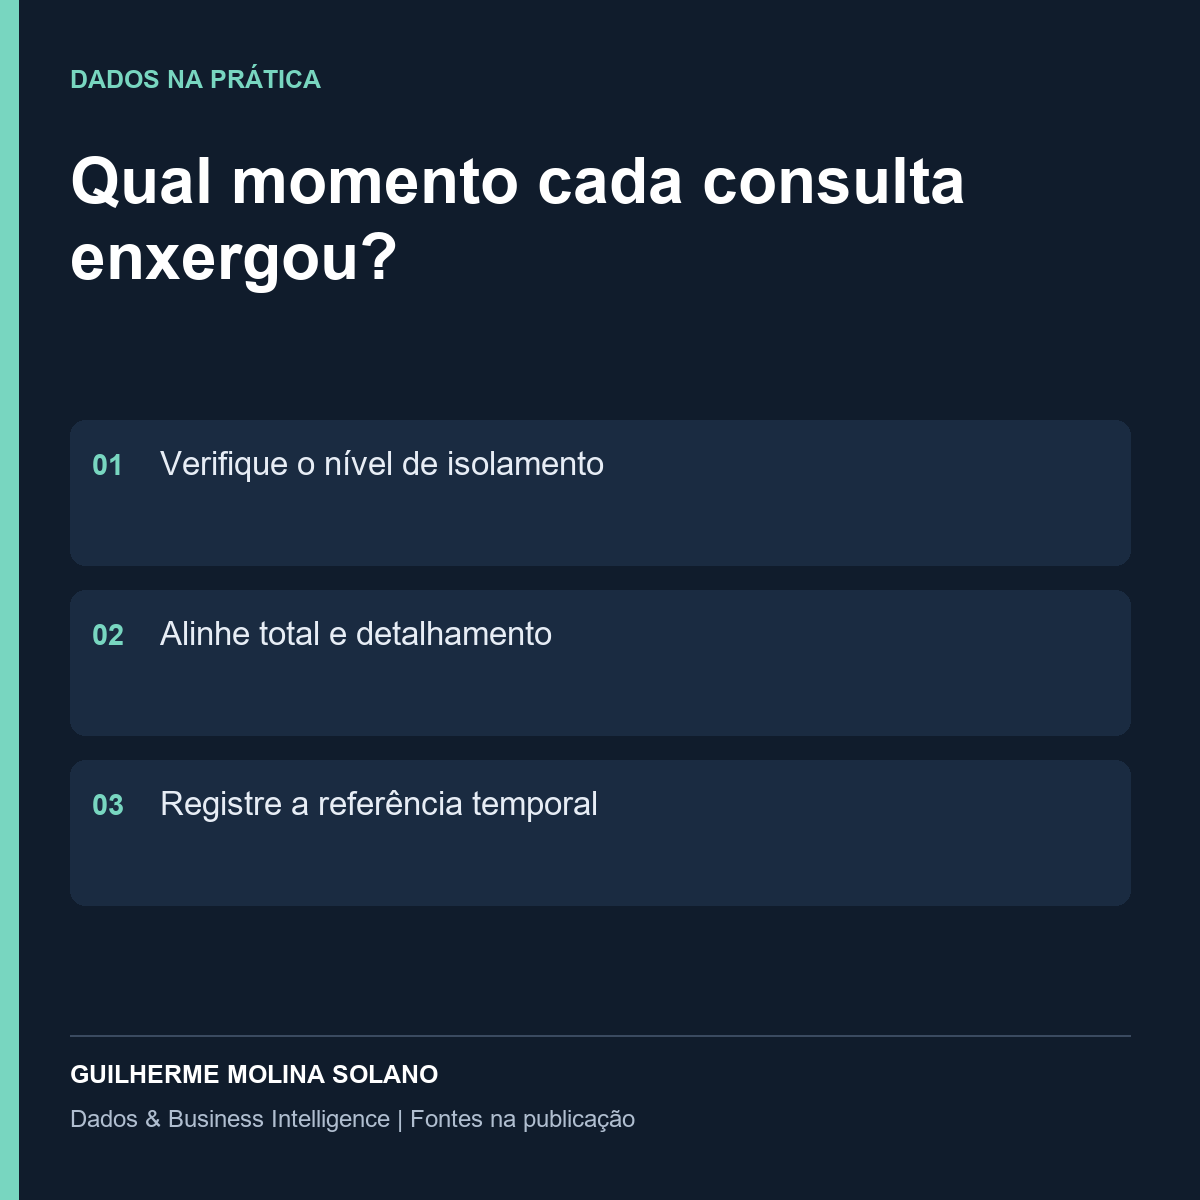 DADOS NA PRÁTICA
Qual momento cada consulta
enxergou?
01 Verifique o nível de isolamento
02 Alinhe total e detalhamento
03 Registre a referência temporal
GUILHERME MOLINA SOLANO
Dados & Business Intelligence | Fontes na publicação